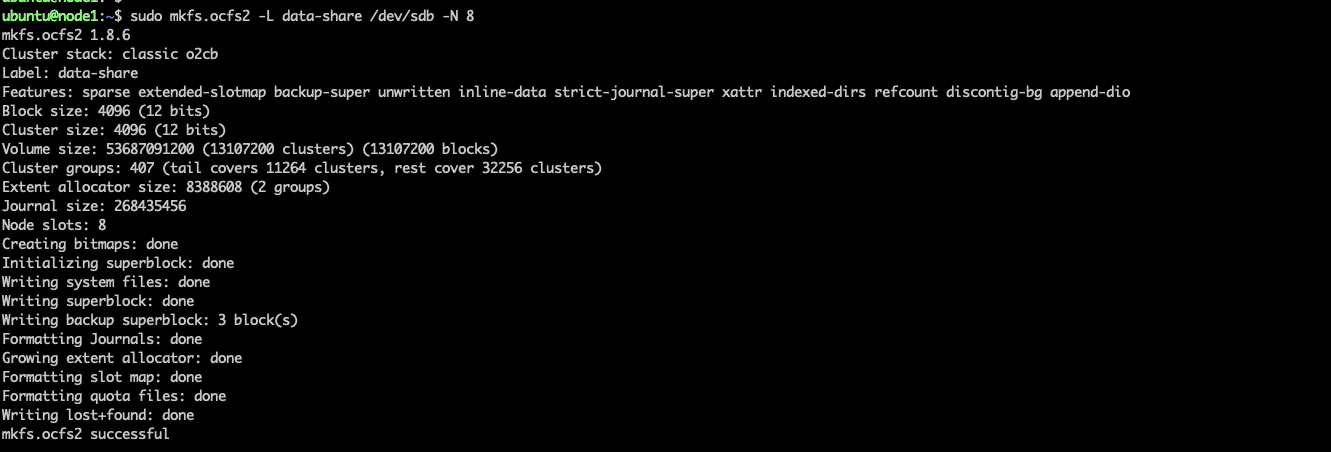 ubuntu@node1:~$ sudo mkfs.ocfs2 -L data-share /dev/sdb -N 8
mkfs.ocfs2 1.8.6
Cluster stack: classic o2cb
Label: data-share
Features: sparse extended-slotmap backup-super unwritten inline-data strict-journal-super xattr indexed-dirs refcount discontig-bg append-dio
Block size: 4096 (12 bits)
Cluster size: 4096 (12 bits)
Volume size: 53687091200 (13107200 clusters) (13107200 blocks)
Cluster groups: 407 (tail covers 11264 clusters, rest cover 32256 clusters)
Extent allocator size: 8388608 (2 groups)
Journal size: 268435456
Node slots: 8
Creating bitmaps: done
Initializing superblock: done
Writing system files: done
Writing superblock: done
Writing backup superblock: 3 block(s)
Formatting Journals: done
Growing extent allocator: done
Formatting slot map: done
Formatting quota files: done
Writing lost+found: done
mkfs.ocfs2 successful